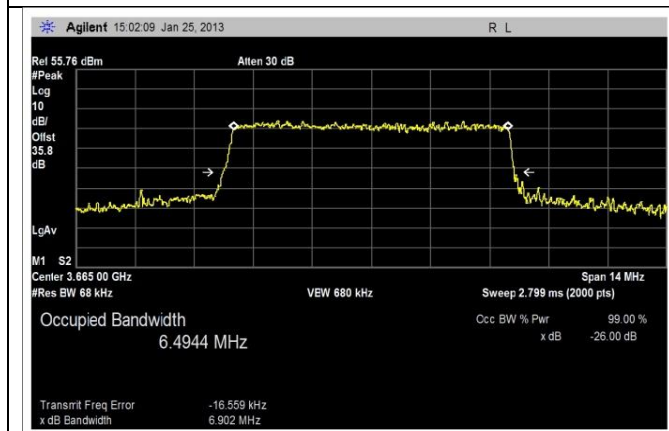 Agilent 15:02:09 Jan 25, 2013 R L
Ref 55.76 dBm Atten 30 dB
#Peak
Log
10
dB/
Offst
35.8
dB
LgAv
M1 S2
Center 3.665 00 GHz Span 14 MHz
#Res BW 68 kHz VBW 680 kHz Sweep 2.799 ms (2000 pts)
Occupied Bandwidth Occ BW % Pwr 99.00 %
6.4944 MHz x dB -26.00 dB
Transmit Freq Error -16.559 kHz
x dB Bandwidth 6.902 MHz